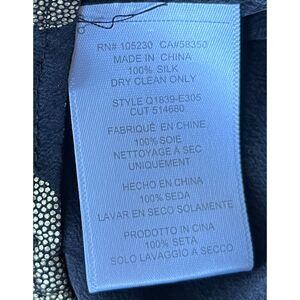 RN# 105230 CA#58350
MADE IN CHINA
100% SILK
DRY CLEAN ONLY
STYLE Q1839-E305
CUT 514680
FABRIQUÉ EN CHINE
100% SOIE
NETTOYAGE À SEC
UNIQUEMENT
HECHO EN CHINA
100% SEDA
LAVAR EN SECO SOLAMENTE
PRODOTTO IN CINA
100% SETA
SOLO LAVAGGIO A SECCO